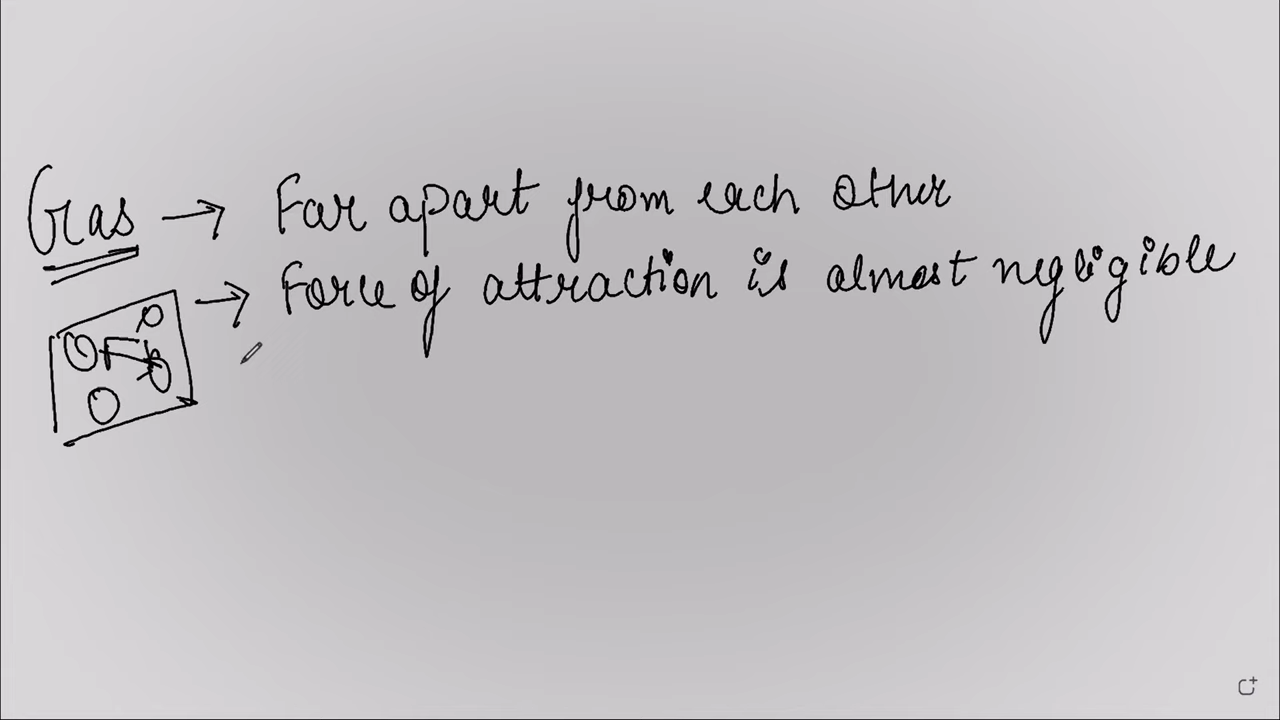 Gas → Far apart from each other
→ Force of attraction is almost negligible